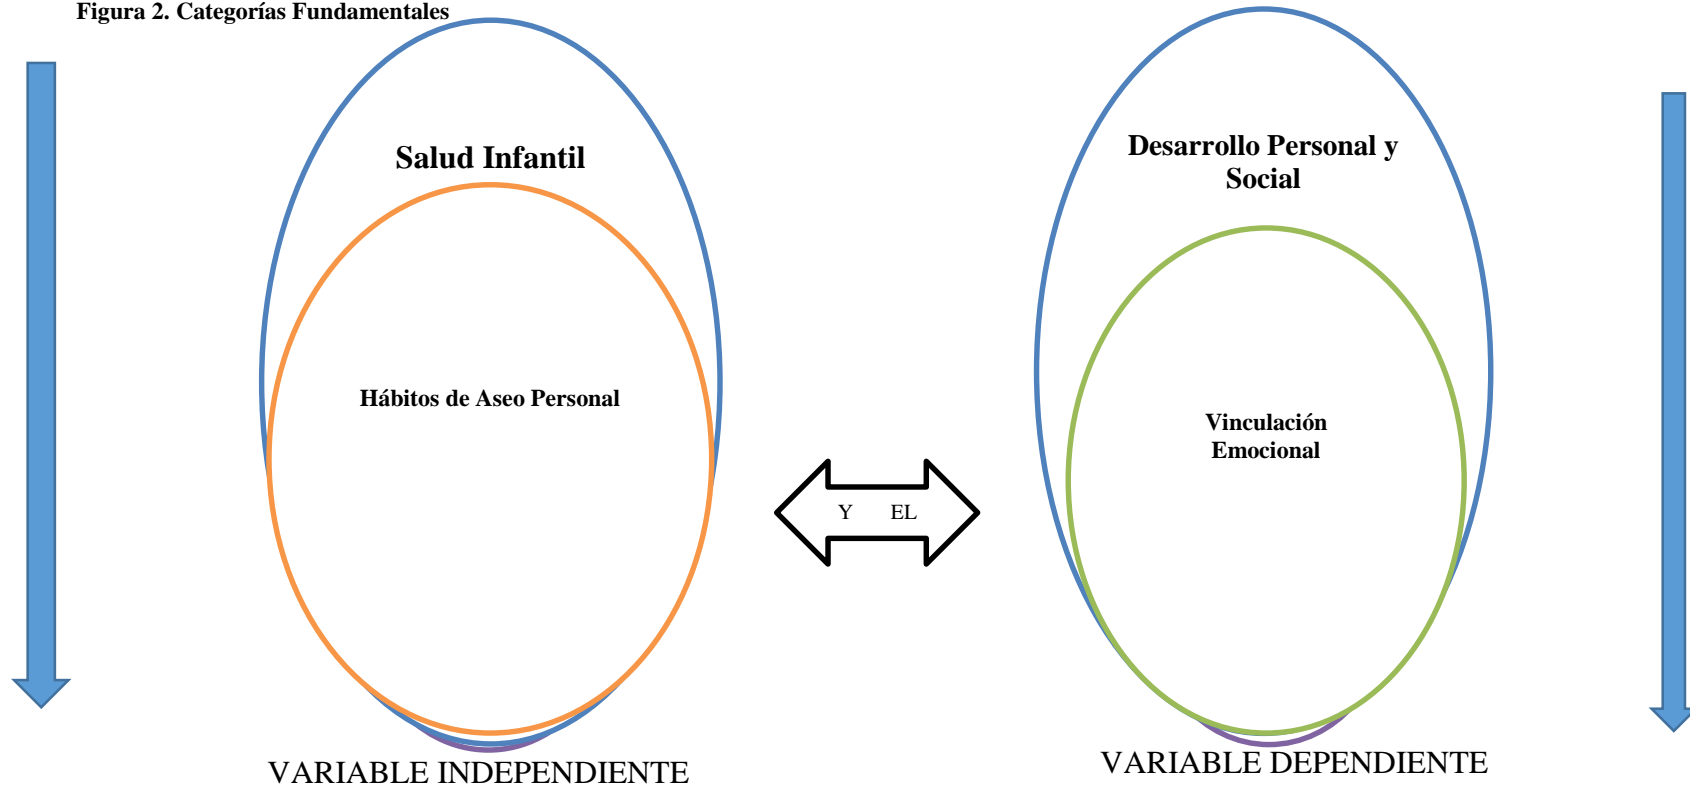 Figura 2. Categorías Fundamentales
Salud Infantil
Hábitos de Aseo Personal
VARIABLE INDEPENDIENTE
Y EL
Desarrollo Personal y
Social
Vinculación
Emocional
VARIABLE DEPENDIENTE